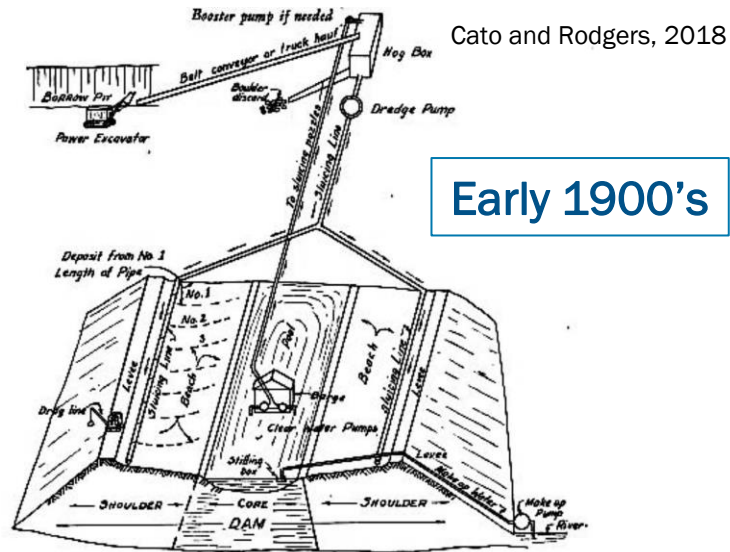 Booster pump if needed
Cato and Rodgers, 2018
Hog Box
Belt conveyor or truck haul
BORROW PIT
Boulder
discard
Dredge Pump
Power Excavator
To sluicing nozzles
Sluicing Line
Early 1900's
Deposit from No. 1
Length of Pipe
No. 1
No. 2
3
Pool
Levee
Sluicing Line
Beach
Beach
Sluicing Line
Levee
Drag line
Barge
Clear Water Pumps
Stilling
box
Levee
Make up Water
SHOULDER
CORE
SHOULDER
DAM
Make up
Pump
River